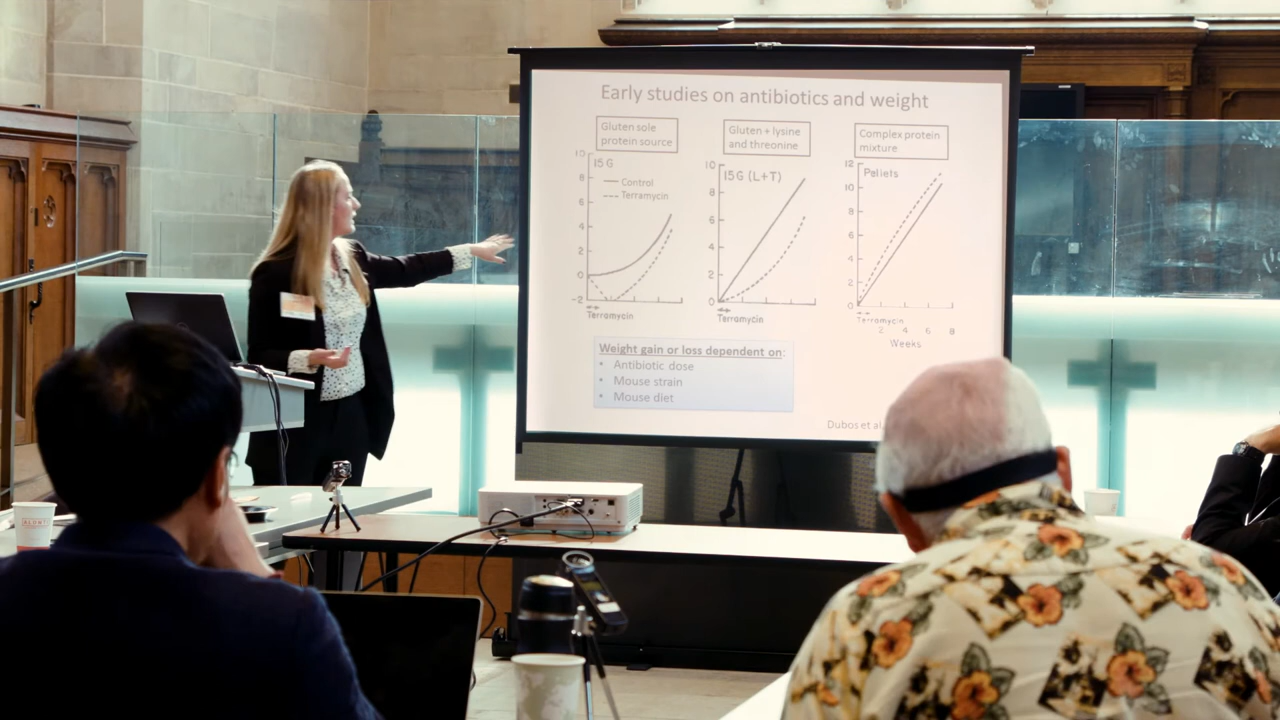 Early studies on antibiotics and weight
Gluten sole
protein source
Gluten + lysine
and threonine
Complex protein
mixture
10
8
6
4
2
0
-2
15 G
Control
Terramycin
Terramycin
10
8
6
4
2
0
15G (L+T)
Terramycin
12
10
8
6
4
2
0
Pellets
Terramycin
2 4 6 8
Weeks
Weight gain or loss dependent on:
• Antibiotic dose
• Mouse strain
• Mouse diet
Dubos et al.